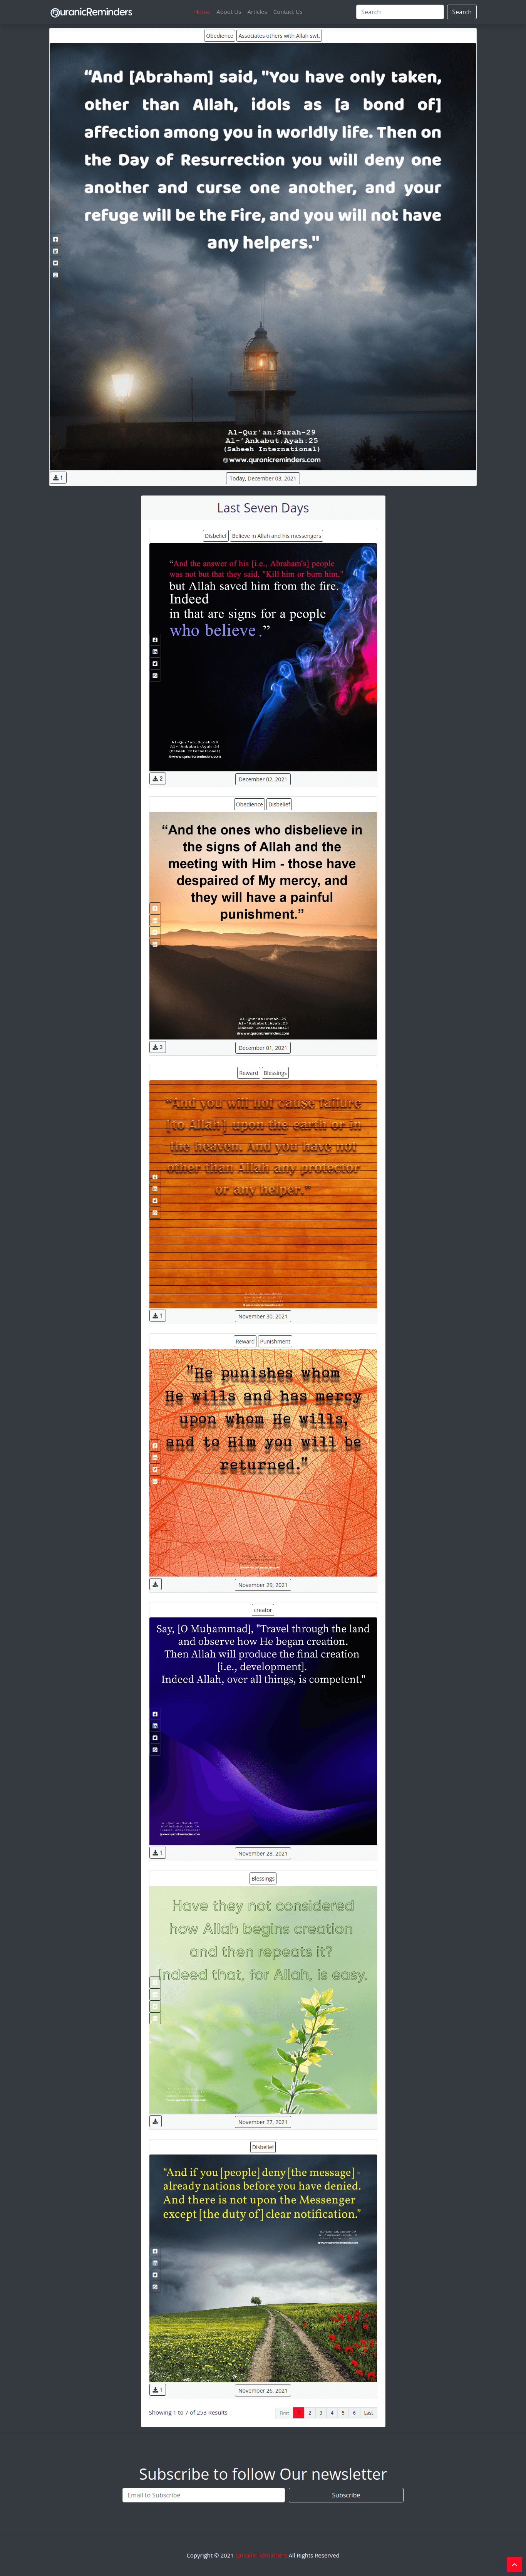 QuranicReminders
Home About Us Articles Contact Us
Search Search
Obedience Associates others with Allah swt.
“And [Abraham] said, "You have only taken,
other than Allah, idols as [a bond of]
affection among you in worldly life. Then on
the Day of Resurrection you will deny one
another and curse one another, and your
refuge will be the Fire, and you will not have
any helpers."
Al-Qur'an;Surah-29
Al-'Ankabut;Ayah:25
(Saheeh International)
@www.quranicreminders.com
1
Today, December 03, 2021
Last Seven Days
Disbelief Believe in Allah and his messengers
“And the answer of his [i.e., Abraham's] people
was not but that they said, "Kill him or burn him,"
but Allah saved him from the fire.
Indeed
in that are signs for a people
who believe.”
Al-Qur'an;Surah-29
Al-'Ankabut;Ayah-24
(Saheeh International)
@www.quranicreminders.com
2
December 02, 2021
Obedience Disbelief
“And the ones who disbelieve in
the signs of Allah and the
meeting with Him - those have
despaired of My mercy, and
they will have a painful
punishment.”
Al-Qur'an;Surah-29
Al-'Ankabut;Ayah:23
(Saheeh International)
@www.quranicreminders.com
3
December 01, 2021
Reward Blessings
“And you will not cause failure
[to Allah] upon the earth or in
the heaven. And you have not
other than Allah any protector
or any helper.”
@www.quranicreminders.com
1
November 30, 2021
Reward Punishment
"He punishes whom
He wills and has mercy
upon whom He wills,
and to Him you will be
returned."
November 29, 2021
creator
Say, [O Muḥammad], "Travel through the land
and observe how He began creation.
Then Allah will produce the final creation
[i.e., development].
Indeed Allah, over all things, is competent."
1
November 28, 2021
Blessings
Have they not considered
how Allah begins creation
and then repeats it?
Indeed that, for Allah, is easy.
November 27, 2021
Disbelief
“And if you [people] deny [the message] -
already nations before you have denied.
And there is not upon the Messenger
except [the duty of] clear notification.”
@www.quranicreminders.com
1
November 26, 2021
Showing 1 to 7 of 253 Results
First 1 2 3 4 5 6 Last
Subscribe to follow Our newsletter
Email to Subscribe Subscribe
Copyright © 2021 Quranic Reminders All Rights Reserved